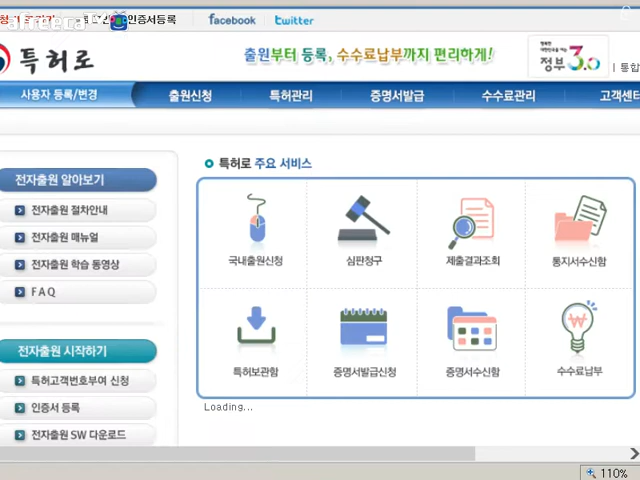 afreeca
인증서등록
facebook
twitter
특허로
출원부터 등록, 수수료납부까지 편리하게!
정부3.0
통합
사용자 등록/변경
출원신청
특허관리
증명서발급
수수료관리
고객센터
특허로 주요 서비스
전자출원 알아보기
전자출원 절차안내
전자출원 매뉴얼
전자출원 학습 동영상
FAQ
국내출원신청
심판청구
제출결과조회
통지서수신함
특허보관함
증명서발급신청
증명서수신함
수수료납부
전자출원 시작하기
특허고객번호부여 신청
인증서 등록
전자출원 SW 다운로드
Loading...
110%